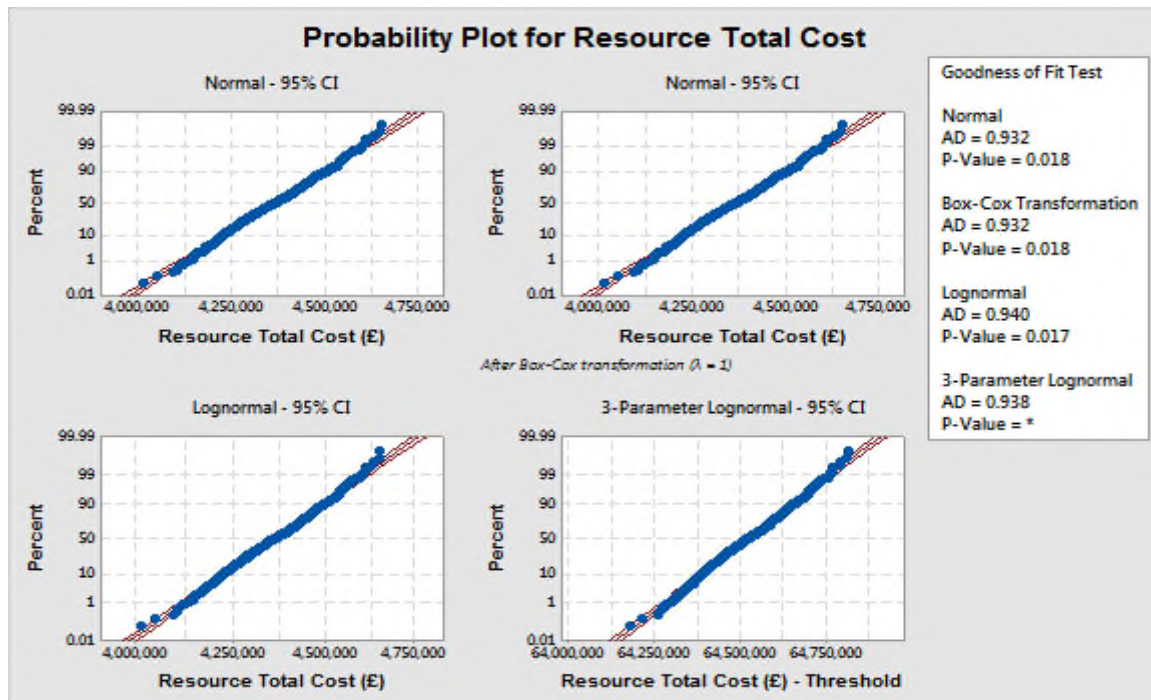 Probability Plot for Resource Total Cost
Normal - 95% CI
99.99
99
90
50
10
1
0.01
Percent
4,000,000 4,250,000 4,500,000 4,750,000
Resource Total Cost (£)
Normal - 95% CI
99.99
99
90
50
10
1
0.01
Percent
4,000,000 4,250,000 4,500,000 4,750,000
Resource Total Cost (£)
After Box-Cox transformation (λ = 1)
Lognormal - 95% CI
99.99
99
90
50
10
1
0.01
Percent
4,000,000 4,250,000 4,500,000 4,750,000
Resource Total Cost (£)
3-Parameter Lognormal - 95% CI
99.99
99
90
50
10
1
0.01
Percent
64,000,000 64,250,000 64,500,000 64,750,000
Resource Total Cost (£) - Threshold
Goodness of Fit Test
Normal
AD = 0.932
P-Value = 0.018
Box-Cox Transformation
AD = 0.932
P-Value = 0.018
Lognormal
AD = 0.940
P-Value = 0.017
3-Parameter Lognormal
AD = 0.938
P-Value = *